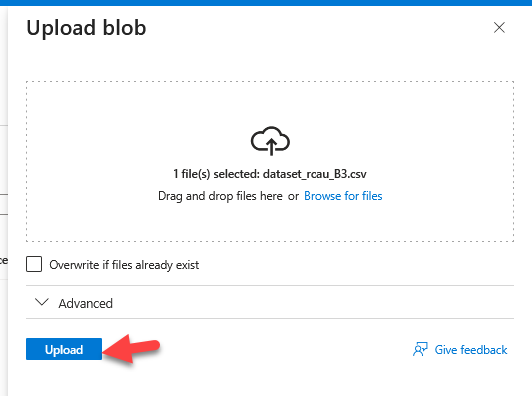 Upload blob
1 file(s) selected: dataset_rcau_B3.csv
Drag and drop files here or Browse for files
Overwrite if files already exist
Advanced
Upload
Give feedback